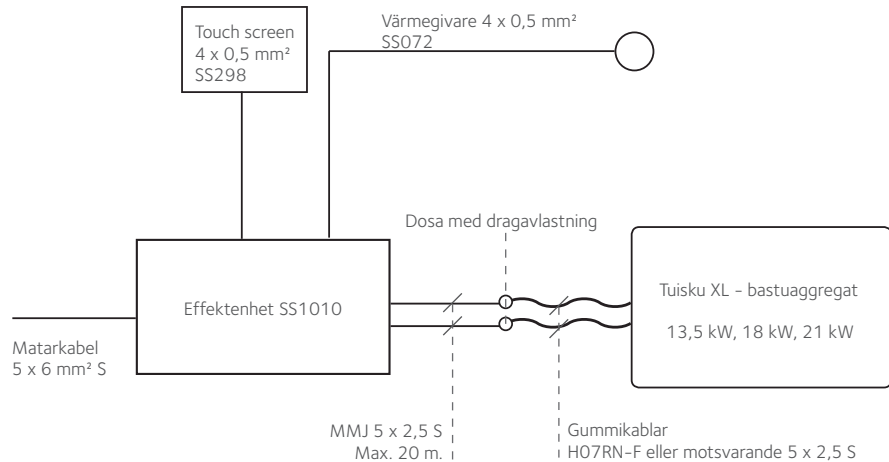 Touch screen
4 x 0,5 mm²
SS298
Värmegivare 4 x 0,5 mm²
SS072
Dosa med dragavlastning
Effektenhet SS1010
Tuisku XL - bastuaggregat
13,5 kW, 18 kW, 21 kW
Matarkabel
5 x 6 mm² S
MMJ 5 x 2,5 S
Max. 20 m.
Gummikablar
H07RN-F eller motsvarande 5 x 2,5 S